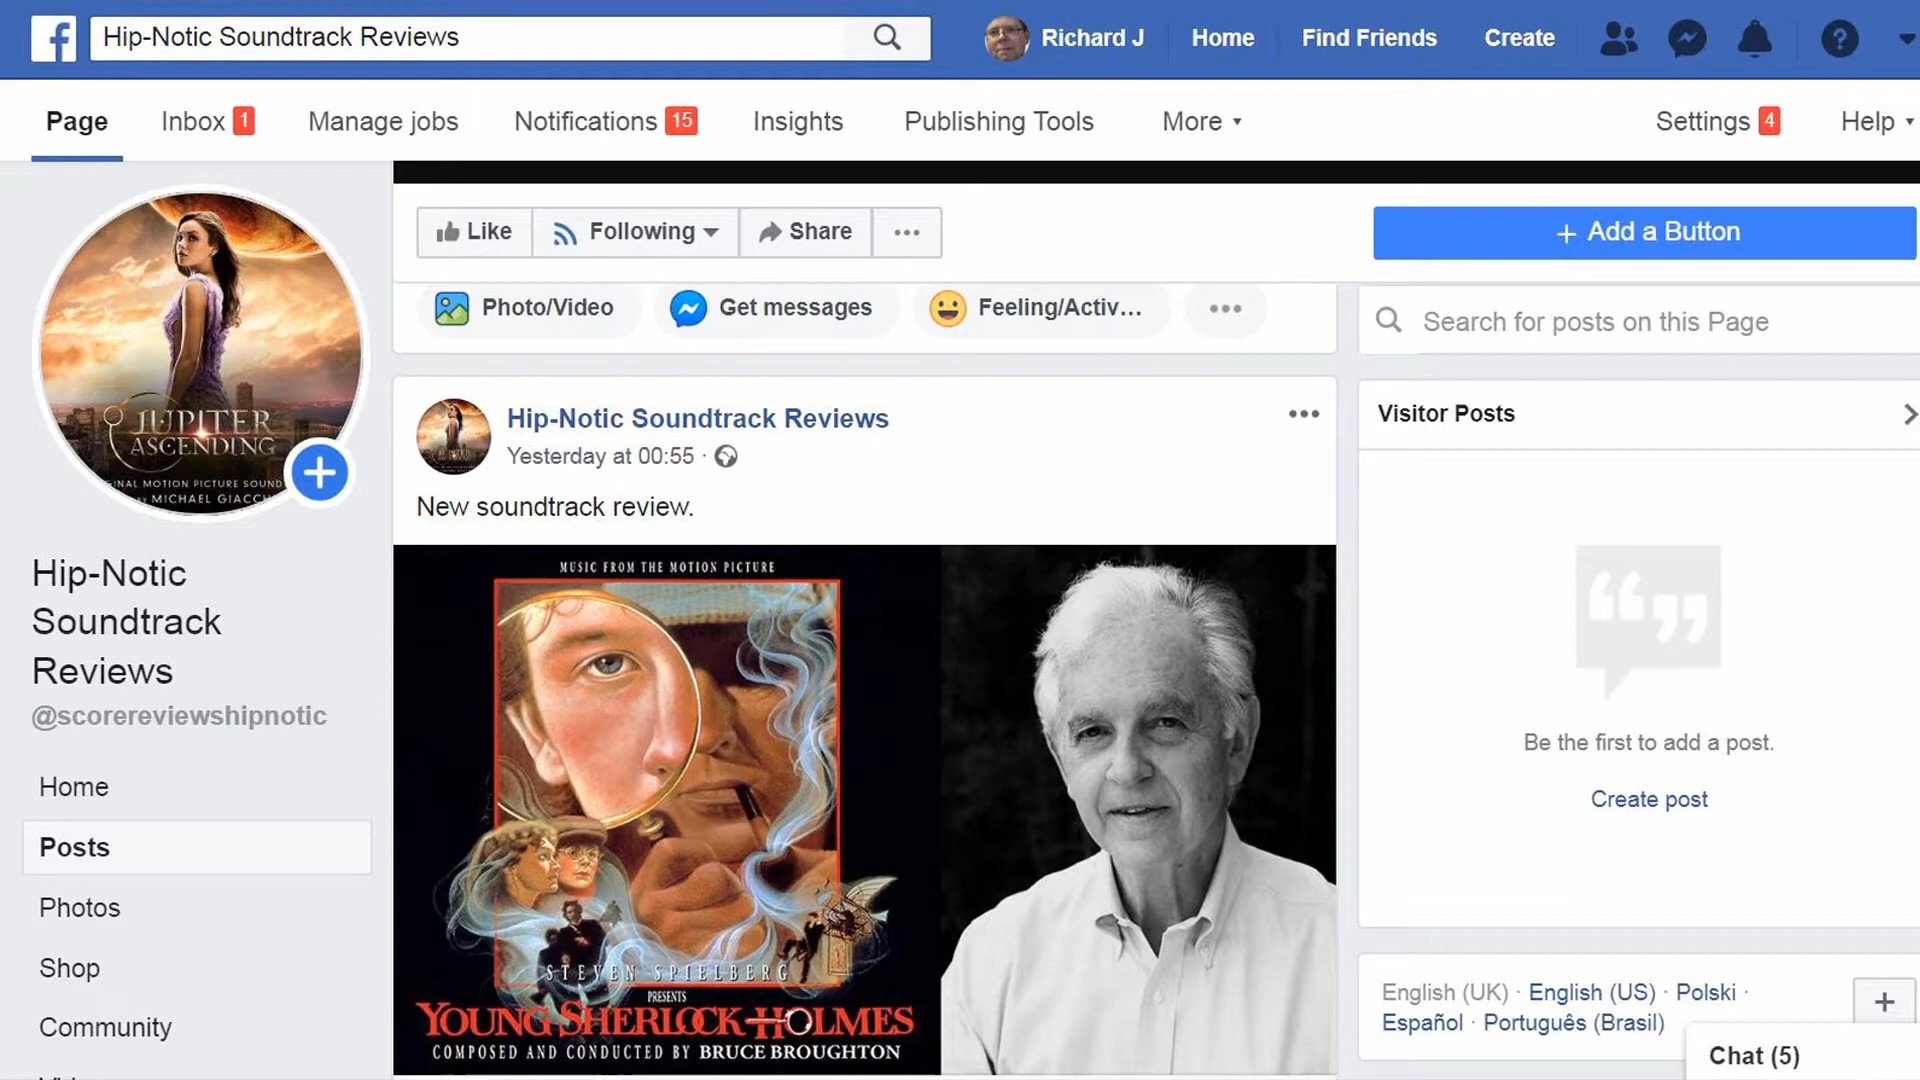 Hip-Notic Soundtrack Reviews
Richard J
Home
Find Friends
Create
Page
Inbox 1
Manage jobs
Notifications 15
Insights
Publishing Tools
More
Settings 4
Help
Like
Following
Share
+ Add a Button
Photo/Video
Get messages
Feeling/Activ...
Search for posts on this Page
JUPITER
ASCENDING
MICHAEL
Hip-Notic
Soundtrack
Reviews
@scorereviewshipnotic
Home
Posts
Photos
Shop
Community
Hip-Notic Soundtrack Reviews
Yesterday at 00:55 ·
New soundtrack review.
MUSIC FROM THE MOTION PICTURE
STEVEN SPIELBERG
PRESENTS
YOUNG SHERLOCK HOLMES
COMPOSED AND CONDUCTED BY BRUCE BROUGHTON
Visitor Posts
Be the first to add a post.
Create post
English (UK) · English (US) · Polski ·
Español · Português (Brasil)
Chat (5)